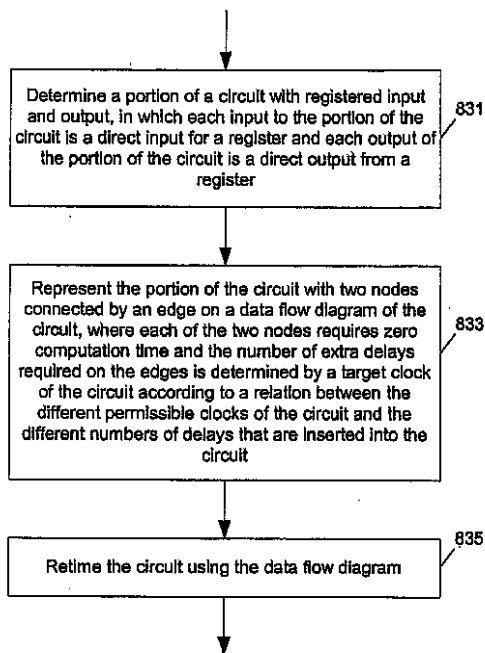 Determine a portion of a circuit with registered input
and output, in which each input to the portion of the
circuit is a direct input for a register and each output of
the portion of the circuit is a direct output from a
register
831
Represent the portion of the circuit with two nodes
connected by an edge on a data flow diagram of the
circuit, where each of the two nodes requires zero
computation time and the number of extra delays
required on the edges is determined by a target clock
of the circuit according to a relation between the
different permissible clocks of the circuit and the
different numbers of delays that are inserted into the
circuit
833
Retime the circuit using the data flow diagram
835